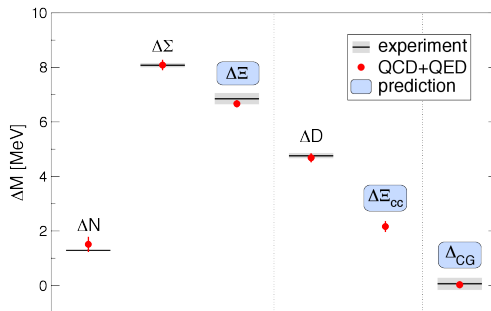 experiment
QCD+QED
prediction
ΔM [MeV]
10
8
6
4
2
0
ΔN
ΔΣ
ΔΞ
ΔD
ΔΞcc
ΔCG